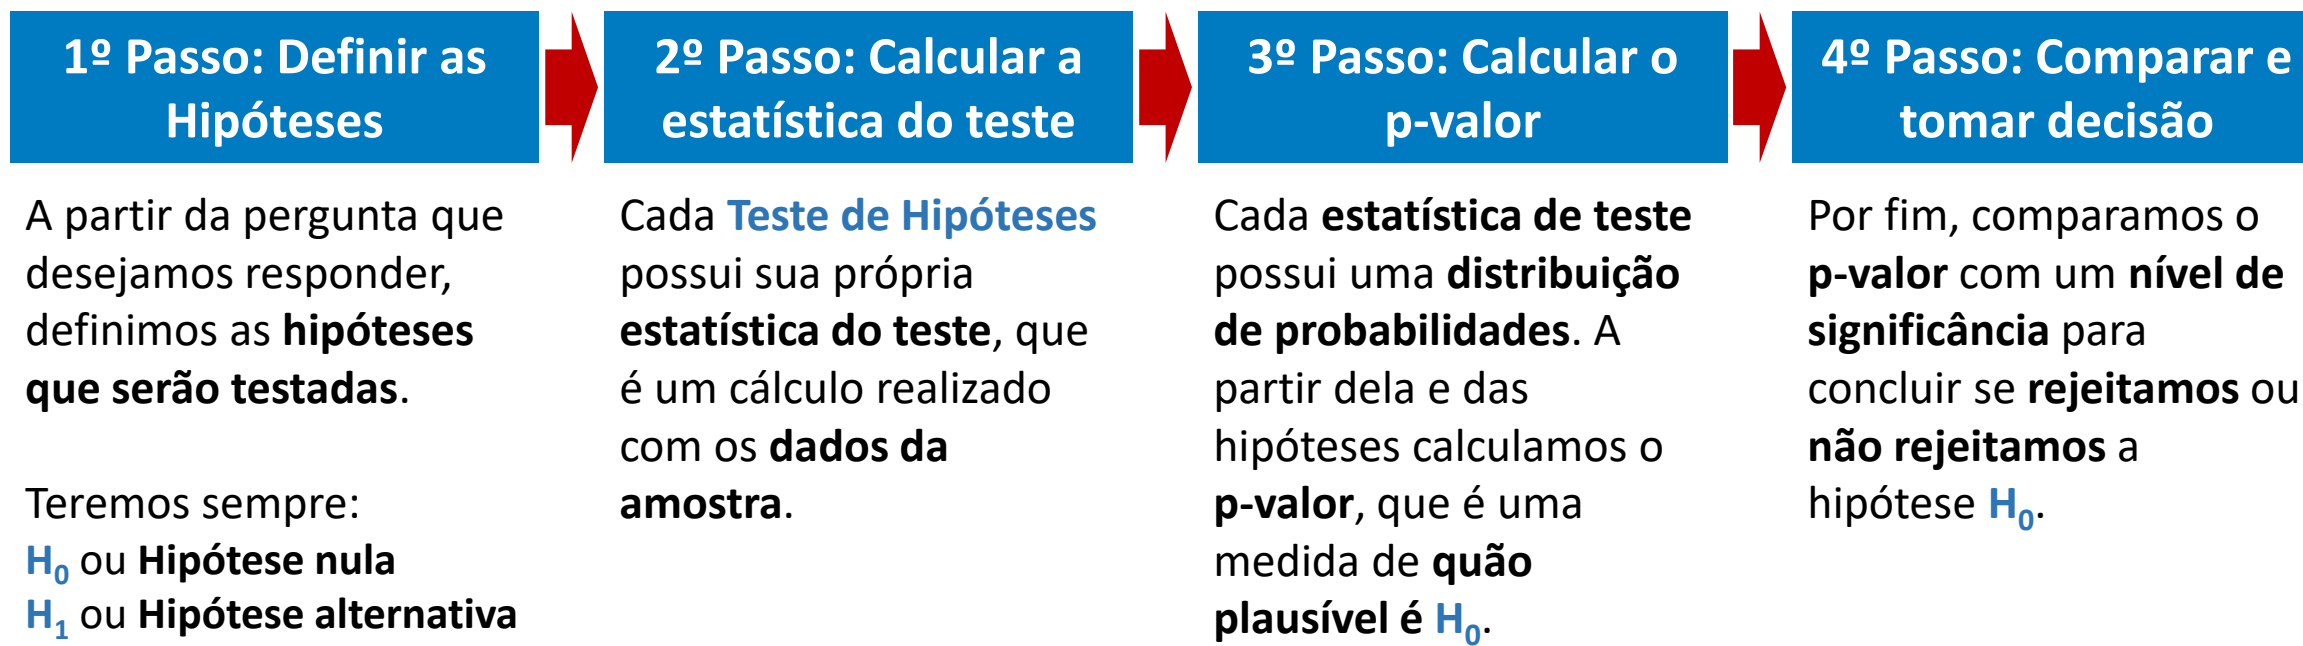 1º Passo: Definir as
Hipóteses
A partir da pergunta que
desejamos responder,
definimos as hipóteses
que serão testadas.
Teremos sempre:
H0 ou Hipótese nula
H1 ou Hipótese alternativa
2º Passo: Calcular a
estatística do teste
Cada Teste de Hipóteses
possui sua própria
estatística do teste, que
é um cálculo realizado
com os dados da
amostra.
3º Passo: Calcular o
p-valor
Cada estatística de teste
possui uma distribuição
de probabilidades. A
partir dela e das
hipóteses calculamos o
p-valor, que é uma
medida de quão
plausível é H0.
4º Passo: Comparar e
tomar decisão
Por fim, comparamos o
p-valor com um nível de
significância para
concluir se rejeitamos ou
não rejeitamos a
hipótese H0.